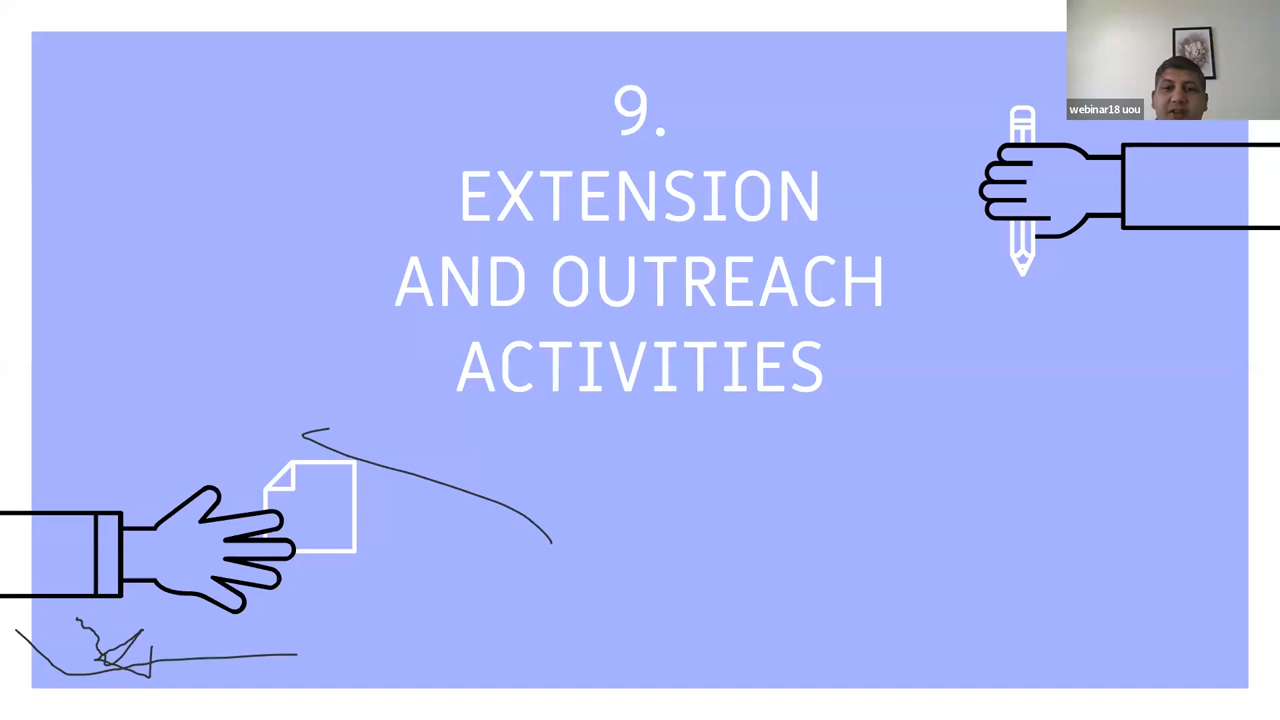 9.
EXTENSION
AND OUTREACH
ACTIVITIES
webinar18 uou